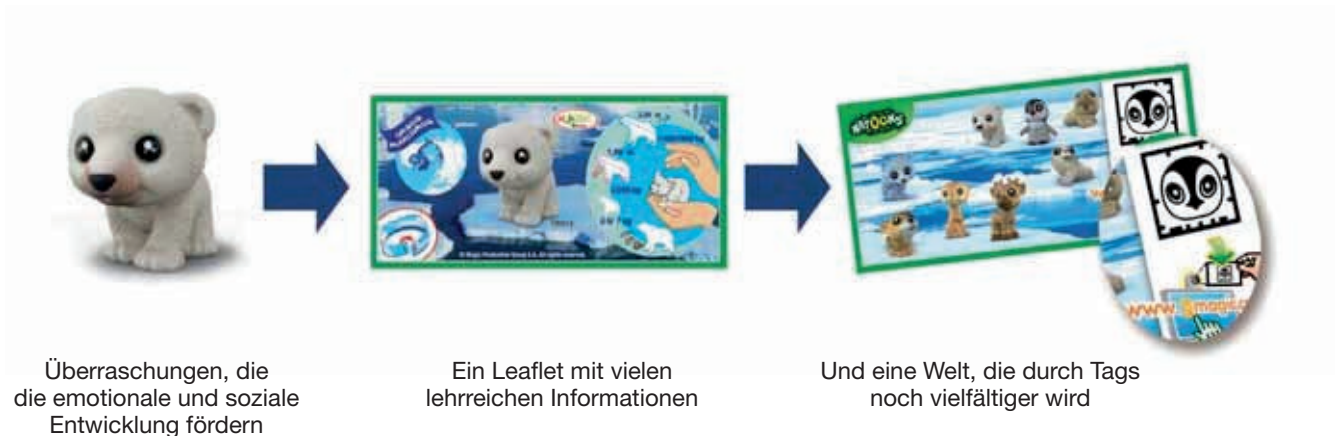 NATOONS
Überraschungen, die
die emotionale und soziale
Entwicklung fördern
Ein Leaflet mit vielen
lehrreichen Informationen
Und eine Welt, die durch Tags
noch vielfältiger wird